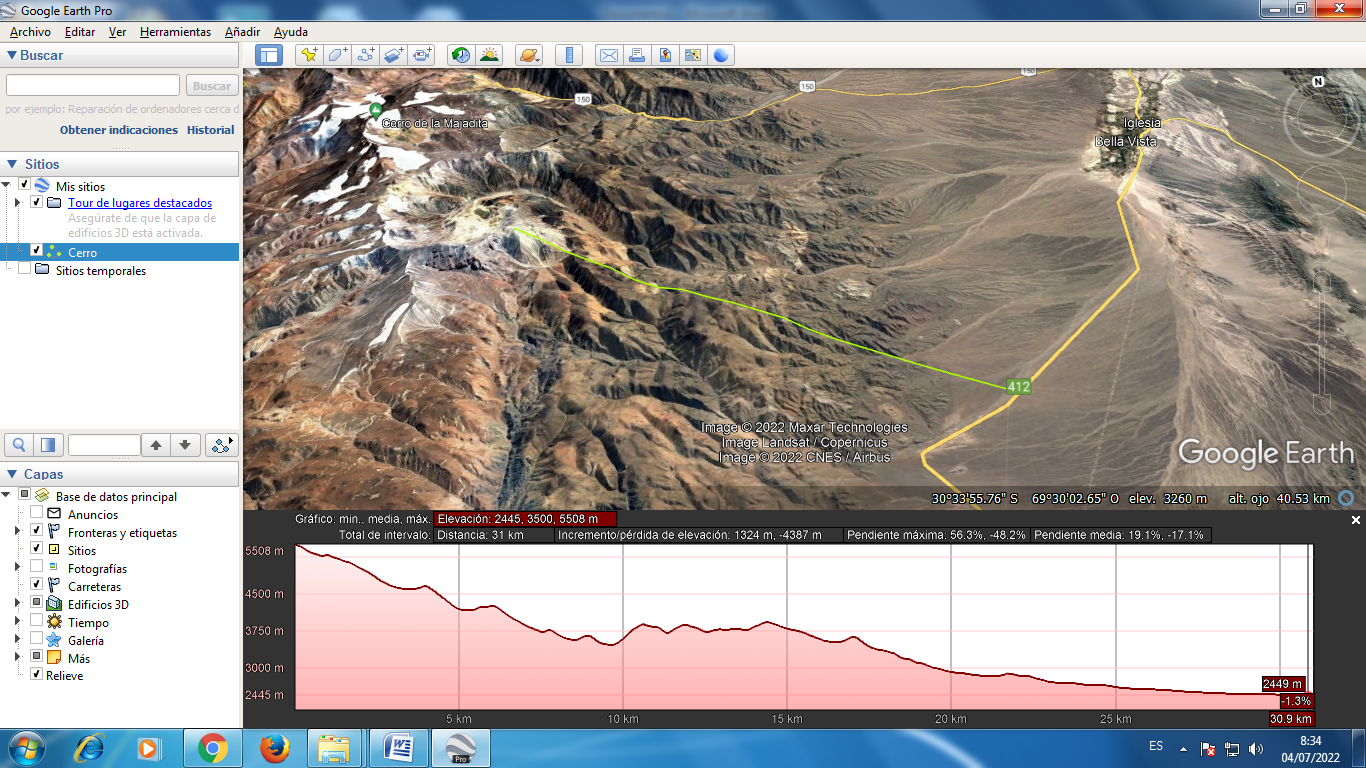 Google Earth Pro
Archivo Editar Ver Herramientas Añadir Ayuda
Buscar
Buscar
por ejemplo: Reparación de ordenadores cerca d
Obtener indicaciones Historial
Sitios
Mis sitios
Tour de lugares destacados
Asegúrate de que la capa de
edificios 3D está activada.
Cerro
Sitios temporales
Capas
Base de datos principal
Anuncios
Fronteras y etiquetas
Sitios
Fotografías
Carreteras
Edificios 3D
Tiempo
Galería
Más
Relieve
150
150
150
Cerro de la Majadita
Iglesia
Bella Vista
N
412
Image © 2022 Maxar Technologies
Image Landsat / Copernicus
Image © 2022 CNES / Airbus
Google Earth
30°33'55.76" S 69°30'02.65" O elev. 3260 m alt. ojo 40.53 km
Gráfico: min., media, máx. Elevación: 2445, 3500, 5508 m
Total de intervalo: Distancia: 31 km Incremento/pérdida de elevación: 1324 m, -4387 m Pendiente máxima: 56.3%, -48.2% Pendiente media: 19.1%, -17.1%
5508 m
4500 m
3750 m
3000 m
2445 m
2449 m
-1.3%
5 km 10 km 15 km 20 km 25 km 30.9 km
Pro
ES
8:34
04/07/2022